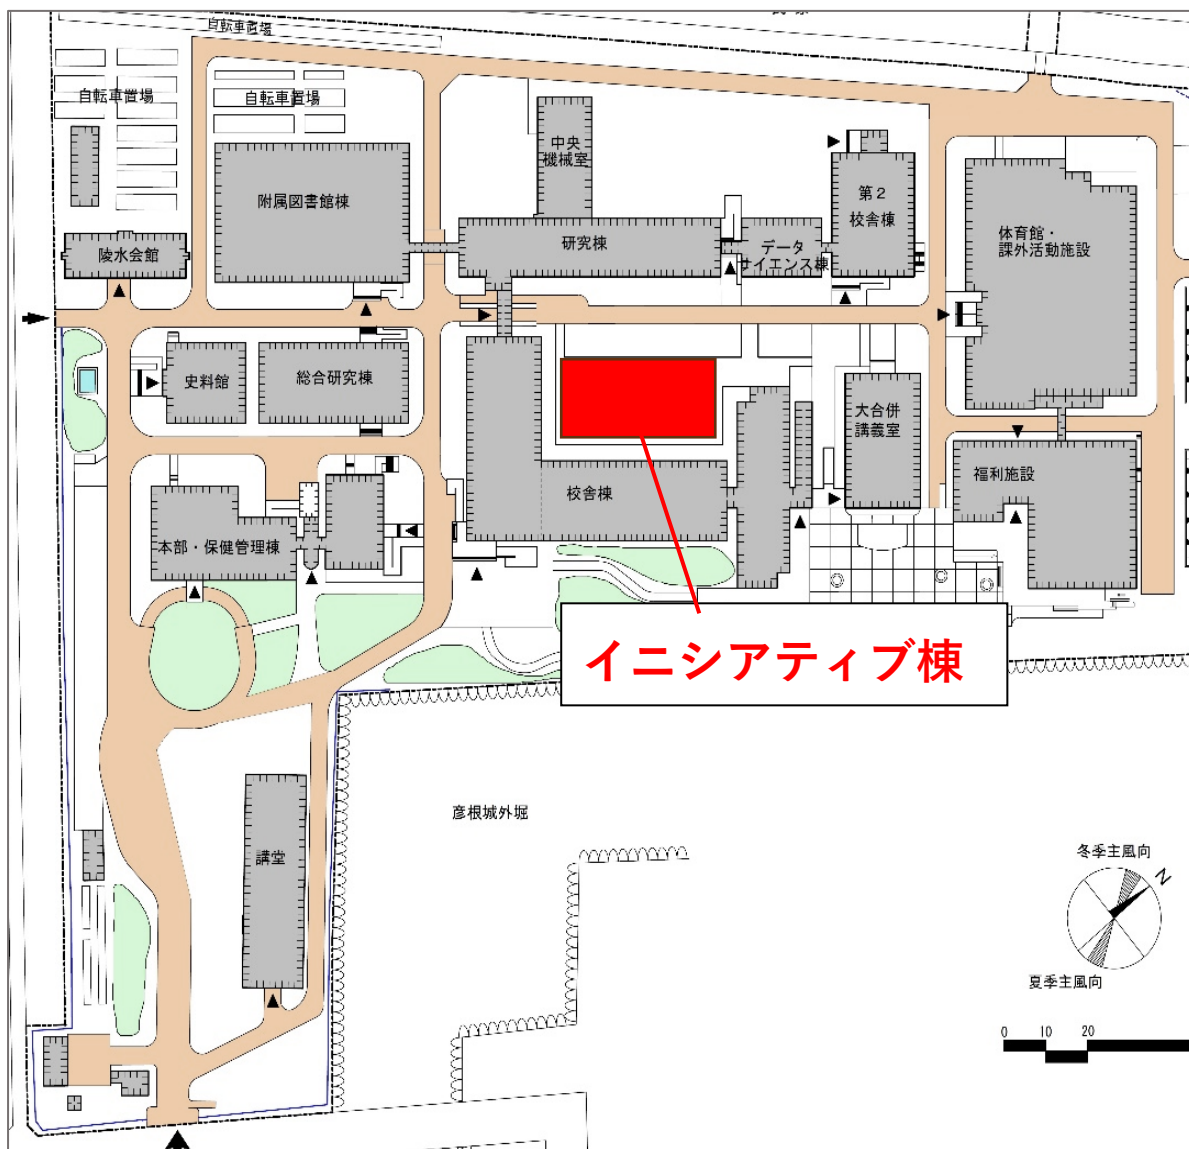 自転車置場
自転車置場
自転車置場
中央
機械室
附属図書館棟
第2
校舎棟
研究棟
データ
サイエンス棟
体育館・
課外活動施設
陵水会館
史料館
総合研究棟
大合併
講義室
福利施設
校舎棟
本部・保健管理棟
イニシアティブ棟
彦根城外堀
講堂
冬季主風向
N
夏季主風向
0 10 20